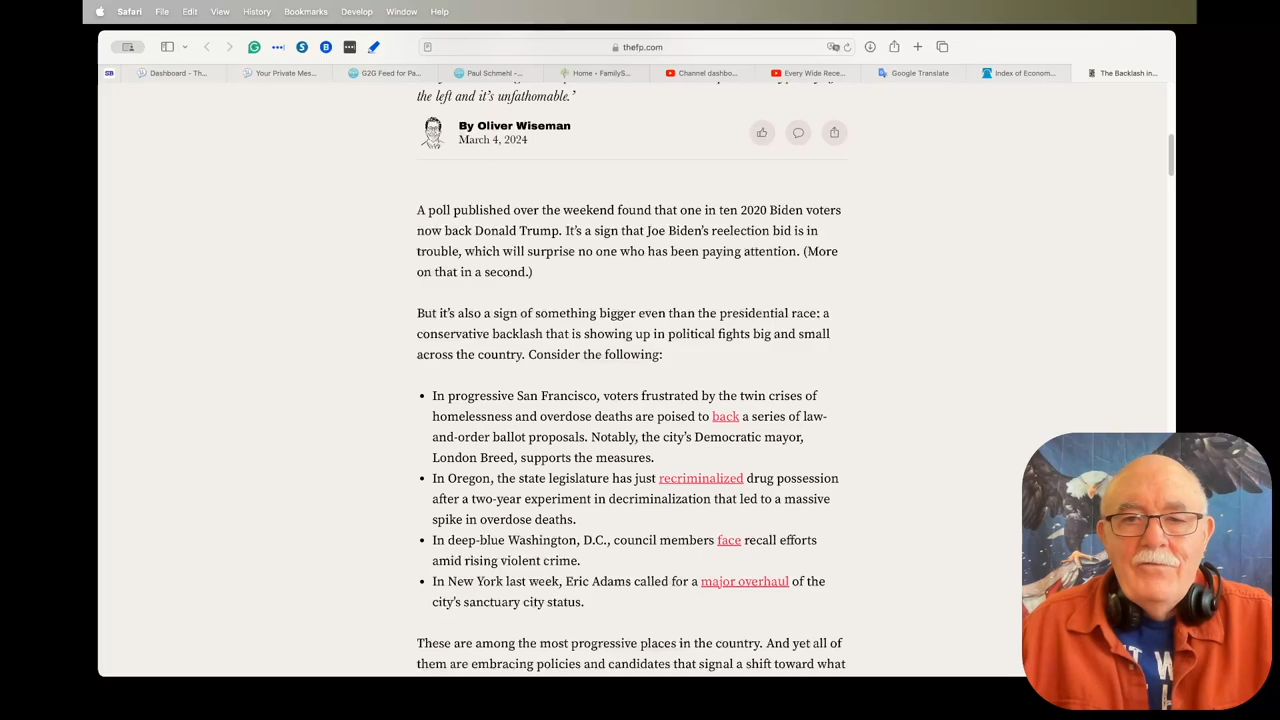 Safari File Edit View History Bookmarks Develop Window Help
thefp.com
SB Dashboard - Th... Your Private Mes... G2G Feed for Pa... Paul Schmehl -... Home • FamilyS... Channel dashbo... Every Wide Rece... Google Translate Index of Econom... The Backlash in...
the left and it's unfathomable.'
By Oliver Wiseman
March 4, 2024
A poll published over the weekend found that one in ten 2020 Biden voters
now back Donald Trump. It's a sign that Joe Biden's reelection bid is in
trouble, which will surprise no one who has been paying attention. (More
on that in a second.)
But it's also a sign of something bigger even than the presidential race: a
conservative backlash that is showing up in political fights big and small
across the country. Consider the following:
• In progressive San Francisco, voters frustrated by the twin crises of
homelessness and overdose deaths are poised to back a series of law-
and-order ballot proposals. Notably, the city's Democratic mayor,
London Breed, supports the measures.
• In Oregon, the state legislature has just recriminalized drug possession
after a two-year experiment in decriminalization that led to a massive
spike in overdose deaths.
• In deep-blue Washington, D.C., council members face recall efforts
amid rising violent crime.
• In New York last week, Eric Adams called for a major overhaul of the
city's sanctuary city status.
These are among the most progressive places in the country. And yet all of
them are embracing policies and candidates that signal a shift toward what